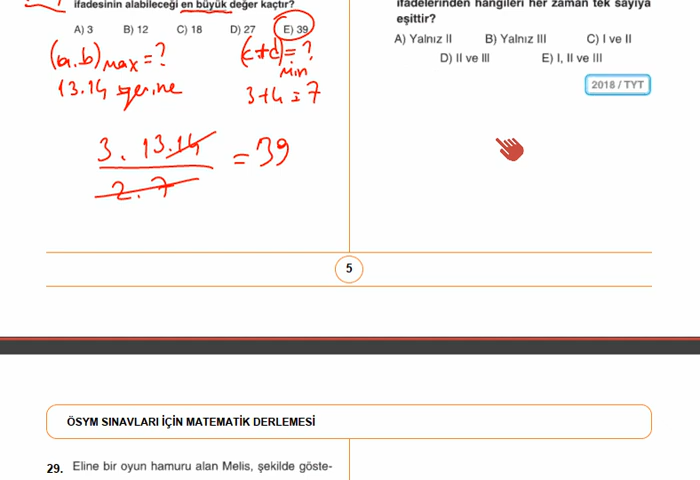 ifadesinin alabileceği en büyük değer kaçtır?
A) 3 B) 12 C) 18 D) 27 E) 39
(a.b) max = ?
13.14 yerine
(c+d) = ?
min
3+4 = 7
3 . 13.14
2 . 7
= 39
ifadelerinden hangileri her zaman tek sayıya
eşittir?
A) Yalnız II B) Yalnız III C) I ve II
D) II ve III E) I, II ve III
2018 / TYT
5
ÖSYM SINAVLARI İÇİN MATEMATİK DERLEMESİ
29. Eline bir oyun hamuru alan Melis, şekilde göste-